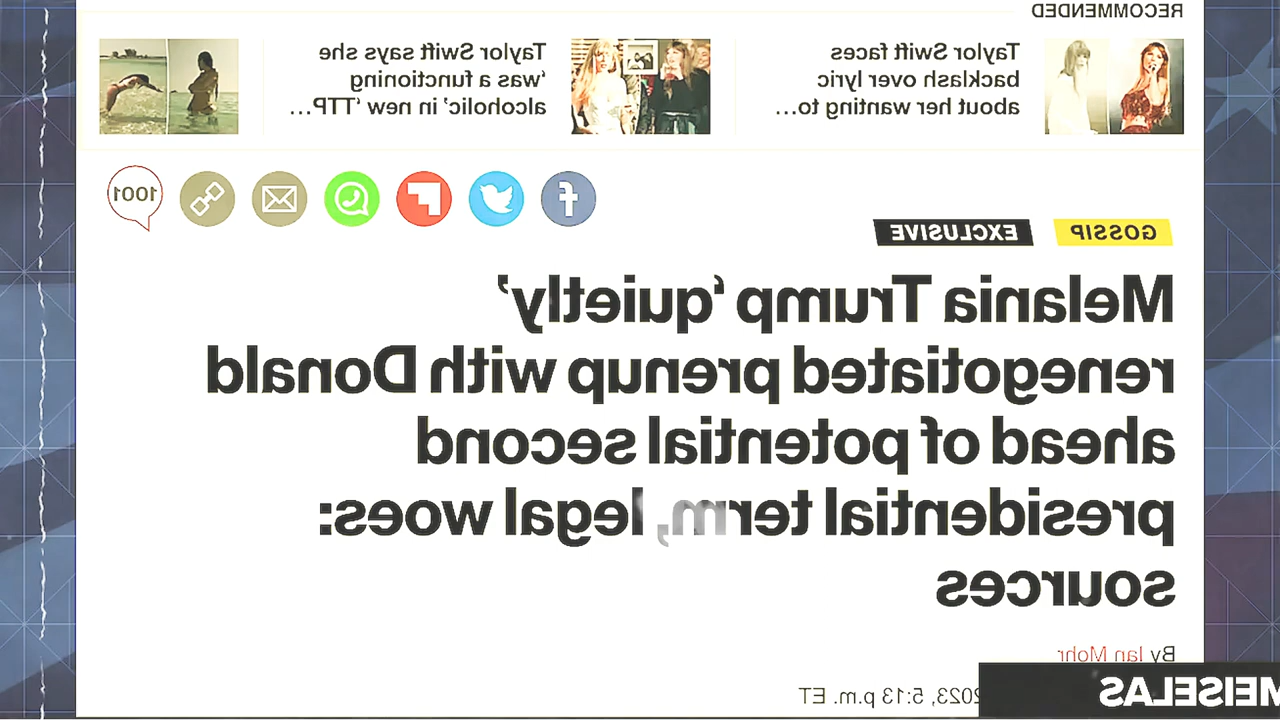 RECOMMENDED
Taylor Swift faces
backlash over lyric
about her wanting to...
Taylor Swift says she
‘was a functioning
alcoholic’ in new ‘TTP...
1001
GOSSIP
EXCLUSIVE
Melania Trump ‘quietly’
renegotiated prenup with Donald
ahead of potential second
presidential term, legal woes:
sources
By Ian Mohr
2023, 5:13 p.m. ET
MEISELAS